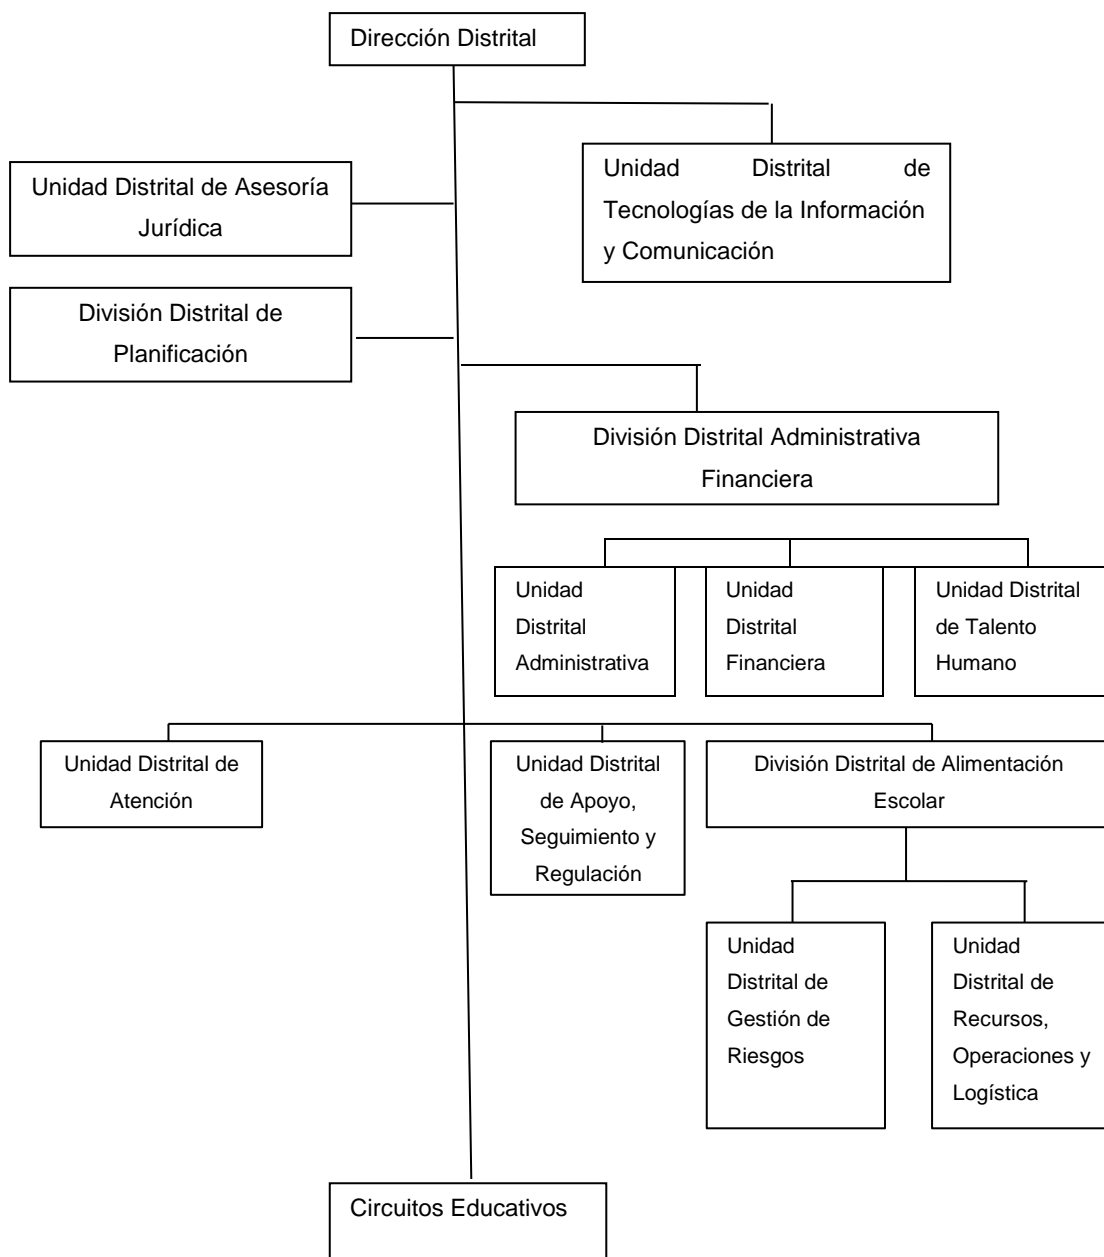 Dirección Distrital
Unidad Distrital de
Tecnologías de la Información
y Comunicación
Unidad Distrital de Asesoría
Jurídica
División Distrital de
Planificación
División Distrital Administrativa
Financiera
Unidad
Distrital
Administrativa
Unidad
Distrital
Financiera
Unidad Distrital
de Talento
Humano
Unidad Distrital de
Atención
Unidad Distrital
de Apoyo,
Seguimiento y
Regulación
División Distrital de Alimentación
Escolar
Unidad
Distrital de
Gestión de
Riesgos
Unidad
Distrital de
Recursos,
Operaciones y
Logística
Circuitos Educativos